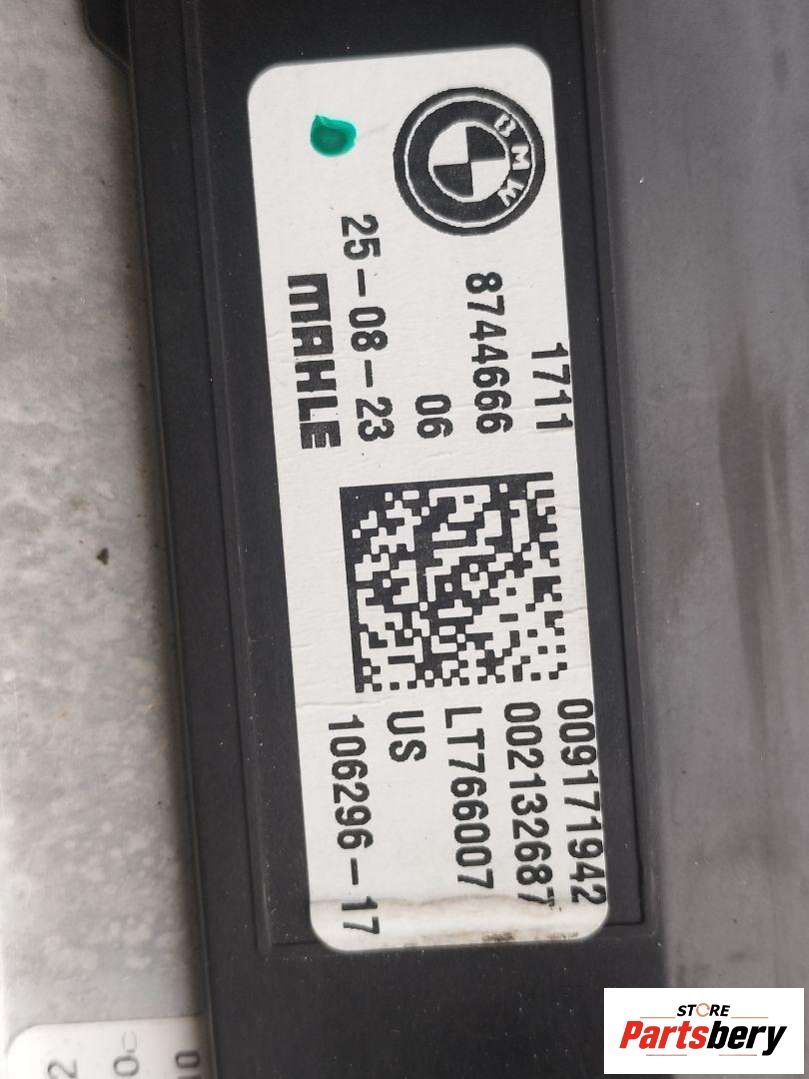 BMW
1711
8744666
06
25-08-23
MAHLE
009171942
002132687
LT766007
US
106296-17
STORE
Partsbery